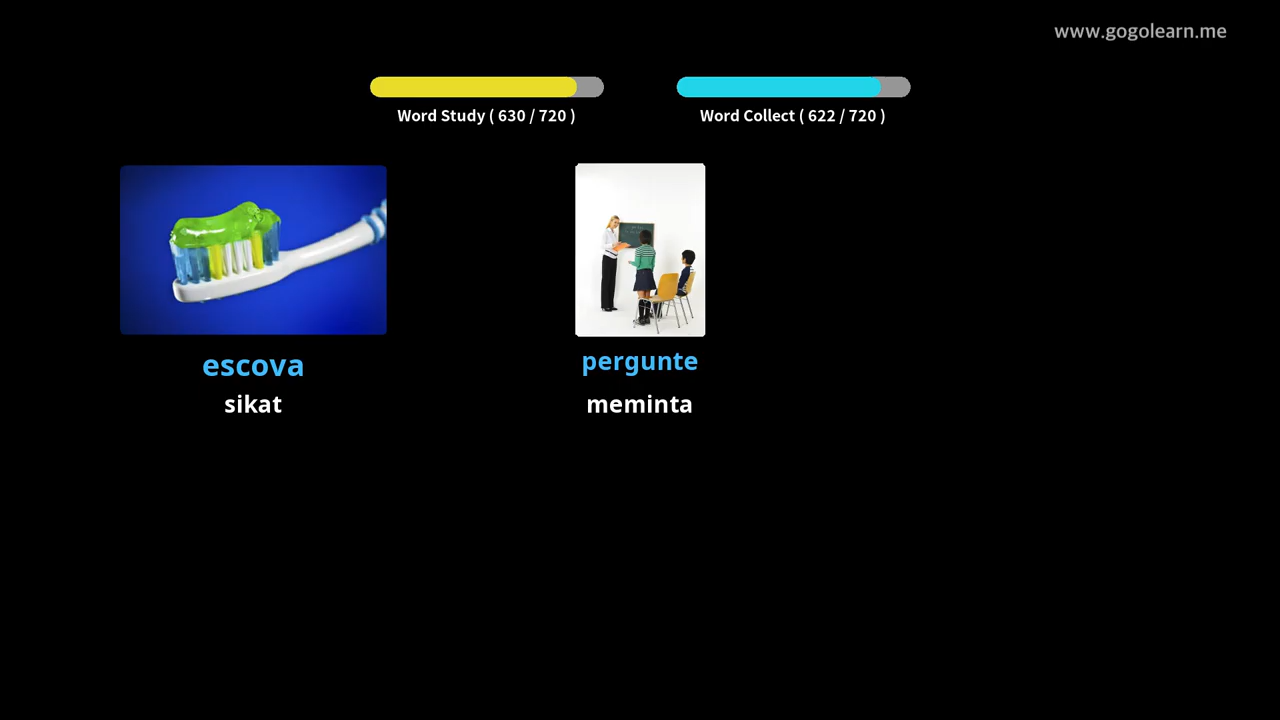 www.gogolearn.me
Word Study ( 630 / 720 )
Word Collect ( 622 / 720 )
escova
sikat
pergunte
meminta